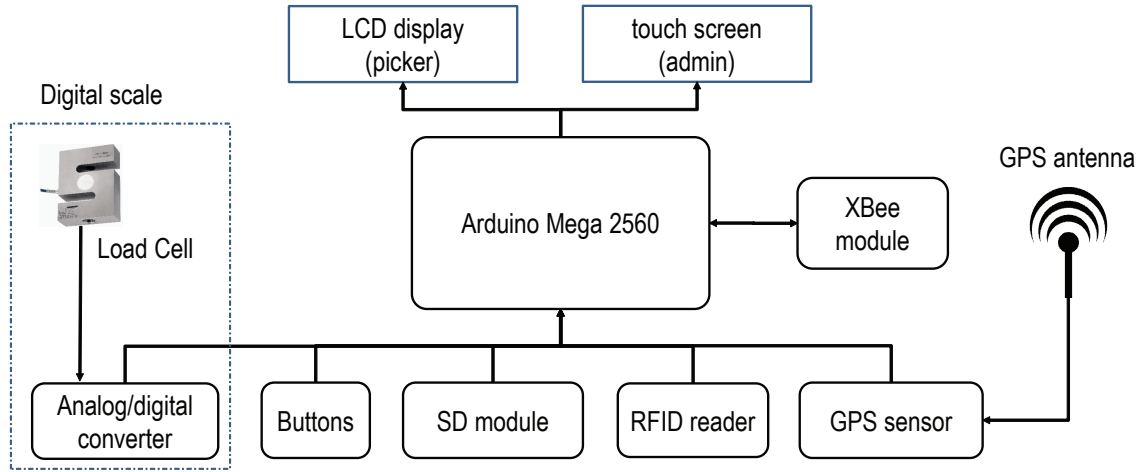 LCD display
(picker)
touch screen
(admin)
Digital scale
GPS antenna
Arduino Mega 2560
XBee
module
Load Cell
Analog/digital
converter
Buttons
SD module
RFID reader
GPS sensor